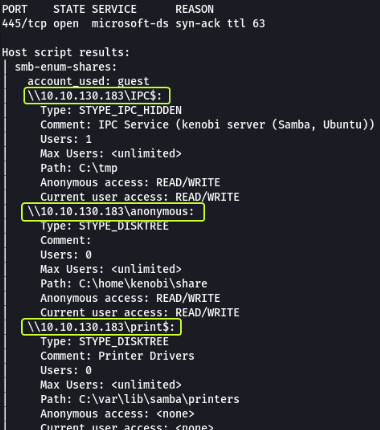 PORT STATE SERVICE REASON
445/tcp open microsoft-ds syn-ack ttl 63
Host script results:
| smb-enum-shares:
| account_used: guest
| \\10.10.130.183\IPC$:
| Type: STYPE_IPC_HIDDEN
| Comment: IPC Service (kenobi server (Samba, Ubuntu))
| Users: 1
| Max Users: <unlimited>
| Path: C:\tmp
| Anonymous access: READ/WRITE
| Current user access: READ/WRITE
| \\10.10.130.183\anonymous:
| Type: STYPE_DISKTREE
| Comment:
| Users: 0
| Max Users: <unlimited>
| Path: C:\home\kenobi\share
| Anonymous access: READ/WRITE
| Current user access: READ/WRITE
| \\10.10.130.183\print$:
| Type: STYPE_DISKTREE
| Comment: Printer Drivers
| Users: 0
| Max Users: <unlimited>
| Path: C:\var\lib\samba\printers
| Anonymous access: <none>
| Current user access: <none>